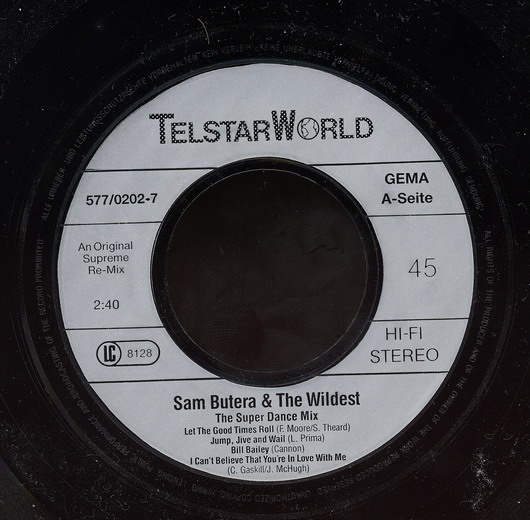 TELSTARWORLD
577/0202-7
GEMA
A-Seite
An Original
Supreme
Re-Mix
2:40
45
LC 8128
HI-FI
STEREO
Sam Butera & The Wildest
The Super Dance Mix
Let The Good Times Roll (F. Moore/S. Theard)
Jump, Jive and Wail (L. Prima)
Bill Bailey (Cannon)
I Can't Believe That You're In Love With Me
(C. Gaskill/J. McHugh)